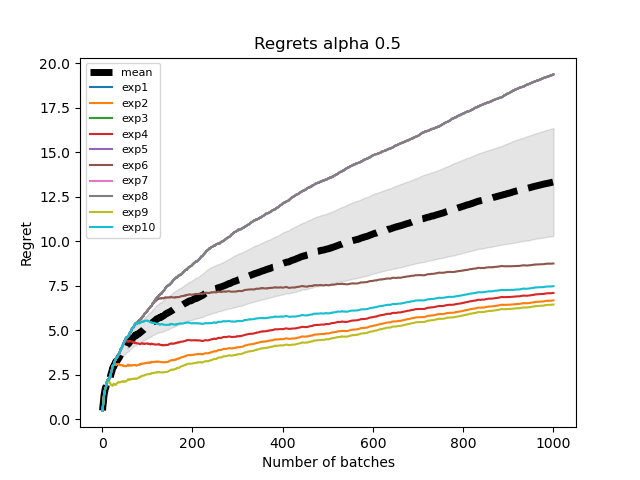 Regrets alpha 0.5
20.0
17.5
15.0
12.5
10.0
7.5
5.0
2.5
0.0
Regret
mean
exp1
exp2
exp3
exp4
exp5
exp6
exp7
exp8
exp9
exp10
0 200 400 600 800 1000
Number of batches